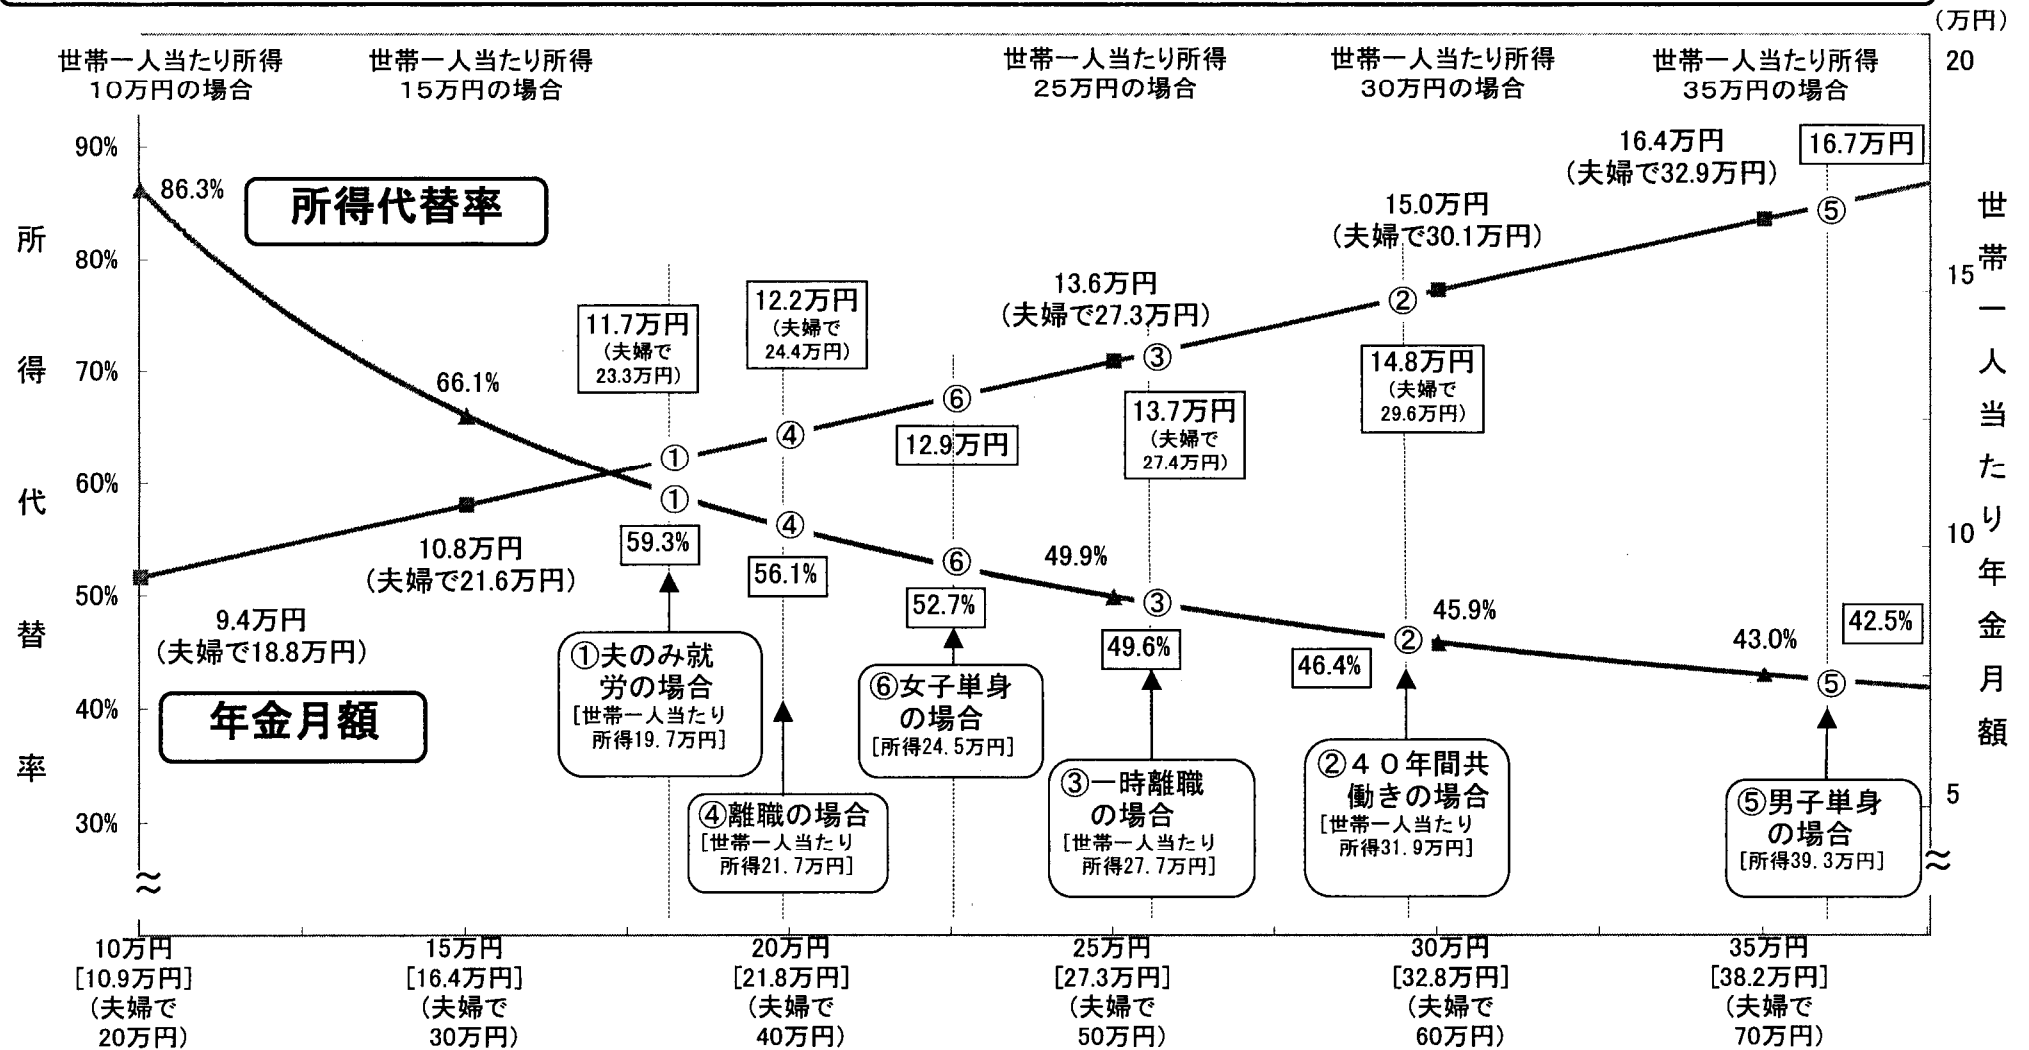 （万円）
世帯一人当たり所得
10万円の場合
世帯一人当たり所得
15万円の場合
世帯一人当たり所得
25万円の場合
世帯一人当たり所得
30万円の場合
世帯一人当たり所得
35万円の場合
20
15
10
5
世帯一人当たり年金月額
所得代替率
90%
80%
70%
60%
50%
40%
30%
≈
≈
所得代替率
年金月額
86.3%
66.1%
59.3%
56.1%
52.7%
49.9%
49.6%
46.4%
45.9%
43.0%
42.5%
9.4万円
（夫婦で18.8万円）
10.8万円
（夫婦で21.6万円）
11.7万円
（夫婦で
23.3万円）
12.2万円
（夫婦で
24.4万円）
12.9万円
13.6万円
（夫婦で27.3万円）
13.7万円
（夫婦で
27.4万円）
14.8万円
（夫婦で
29.6万円）
15.0万円
（夫婦で30.1万円）
16.4万円
（夫婦で32.9万円）
16.7万円
①
④
⑥
③
②
⑤
①
④
⑥
③
②
⑤
①夫のみ就
労の場合
［世帯一人当たり
所得19.7万円］
④離職の場合
［世帯一人当たり
所得21.7万円］
⑥女子単身
の場合
［所得24.5万円］
③一時離職
の場合
［世帯一人当たり
所得27.7万円］
②４０年間共
働きの場合
［世帯一人当たり
所得31.9万円］
⑤男子単身
の場合
［所得39.3万円］
10万円
[10.9万円]
（夫婦で
20万円）
15万円
[16.4万円]
（夫婦で
30万円）
20万円
[21.8万円]
（夫婦で
40万円）
25万円
[27.3万円]
（夫婦で
50万円）
30万円
[32.8万円]
（夫婦で
60万円）
35万円
[38.2万円]
（夫婦で
70万円）